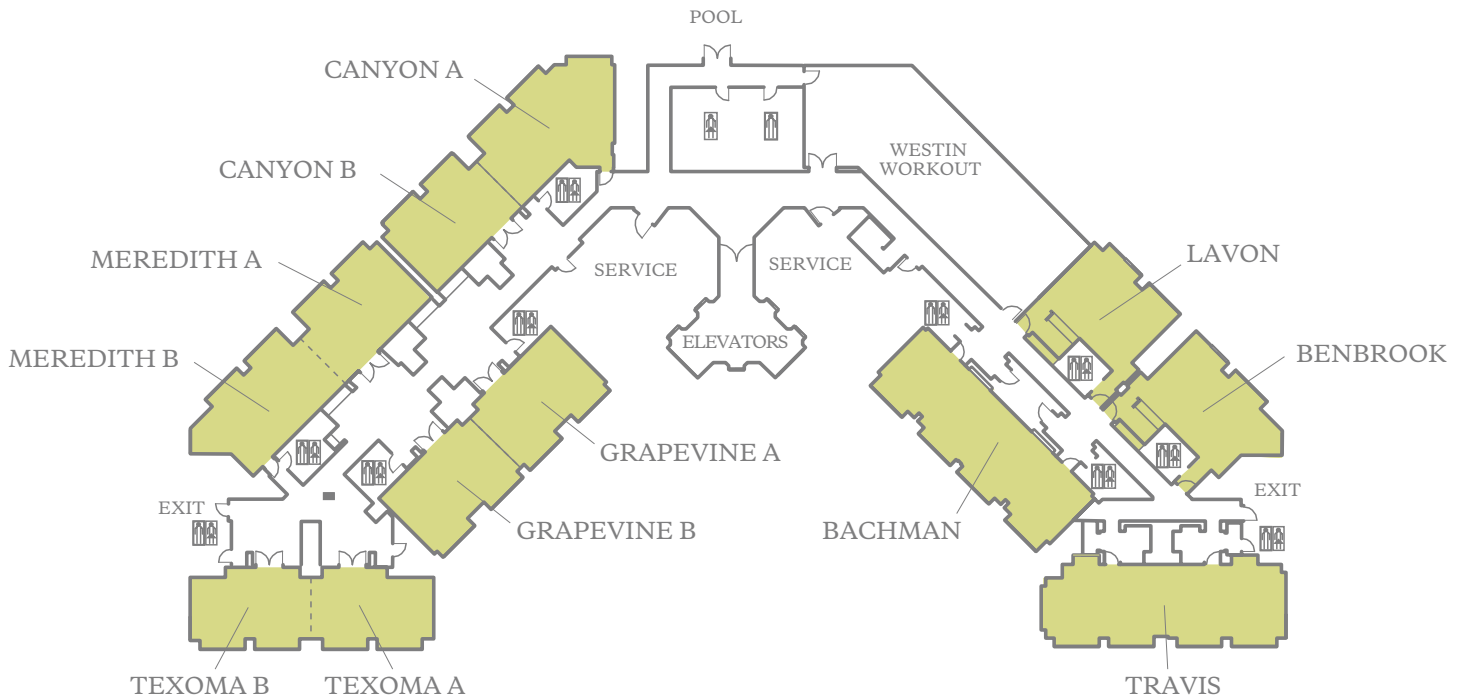 POOL
CANYON A
CANYON B
WESTIN
WORKOUT
MEREDITH A
SERVICE
SERVICE
LAVON
MEREDITH B
ELEVATORS
BENBROOK
GRAPEVINE A
EXIT
EXIT
GRAPEVINE B
BACHMAN
TEXOMA B
TEXOMA A
TRAVIS